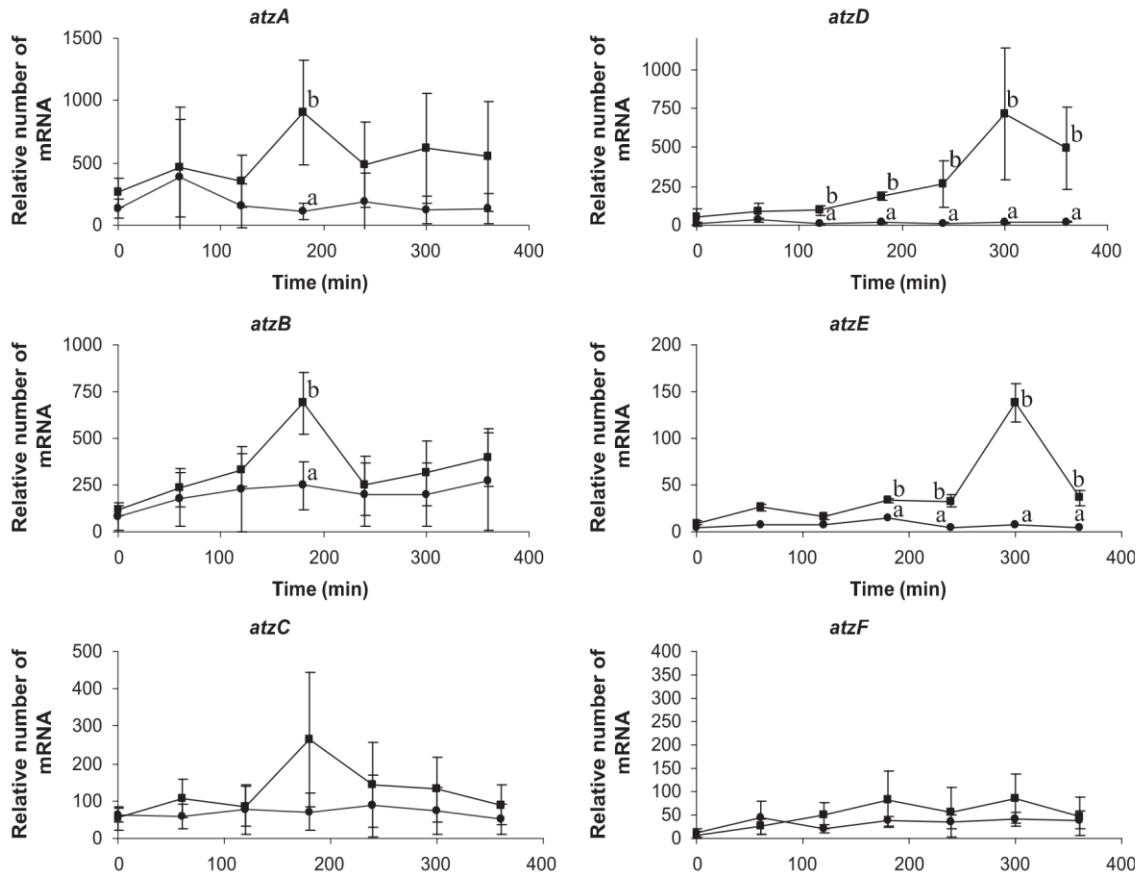 atzA
Relative number of
mRNA
1500
1000
500
0
b
a
0 100 200 300 400
Time (min)
atzD
Relative number of
mRNA
1000
750
500
250
0
b b b b b
a a a a a
0 100 200 300 400
Time (min)
atzB
Relative number of
mRNA
1000
750
500
250
0
b
a
0 100 200 300 400
Time (min)
atzE
Relative number of
mRNA
200
150
100
50
0
b b b b
a a a a
0 100 200 300 400
Time (min)
atzC
Relative number of
mRNA
500
400
300
200
100
0
0 100 200 300 400
atzF
Relative number of
mRNA
400
350
300
250
200
150
100
50
0
0 100 200 300 400